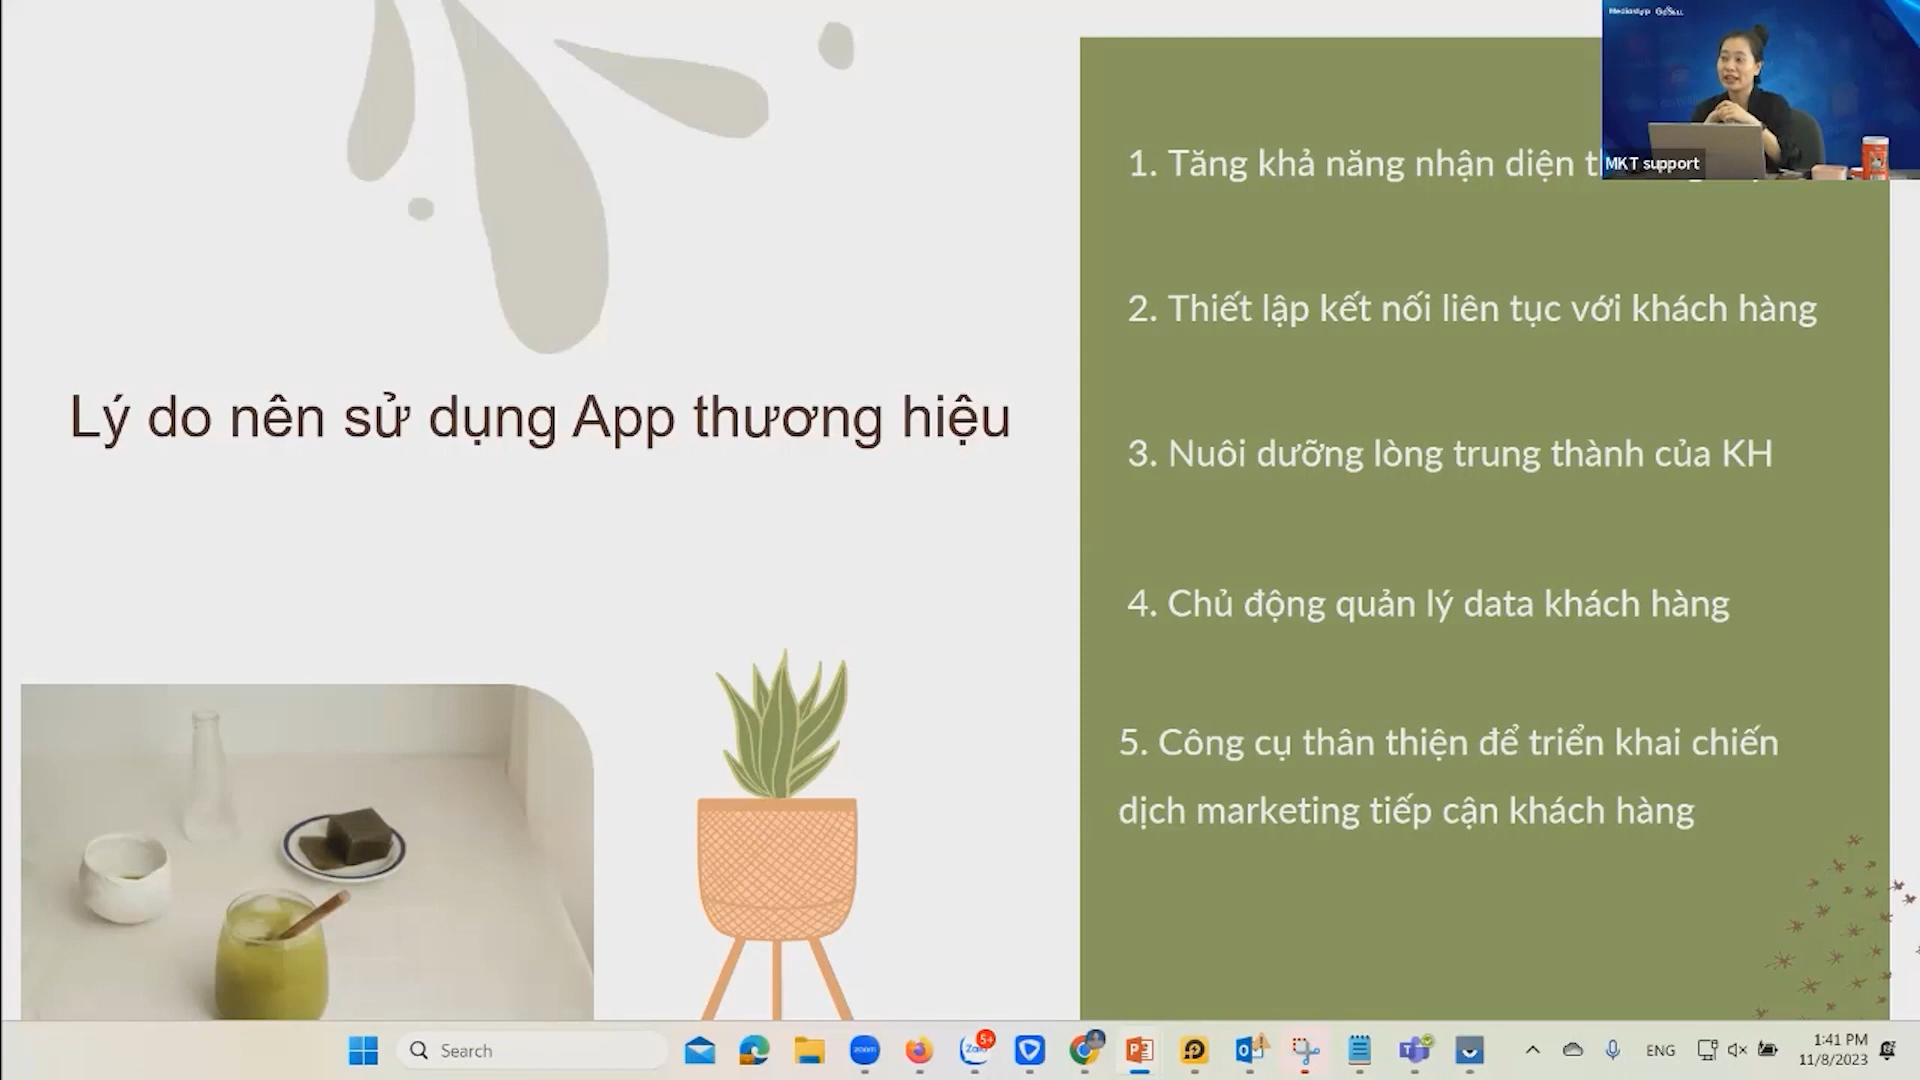 Lý do nên sử dụng App thương hiệu
1. Tăng khả năng nhận diện
2. Thiết lập kết nối liên tục với khách hàng
3. Nuôi dưỡng lòng trung thành của KH
4. Chủ động quản lý data khách hàng
5. Công cụ thân thiện để triển khai chiến
dịch marketing tiếp cận khách hàng
MKT support
Search
zoom
Zalo
5+
ENG
1:41 PM
11/8/2023